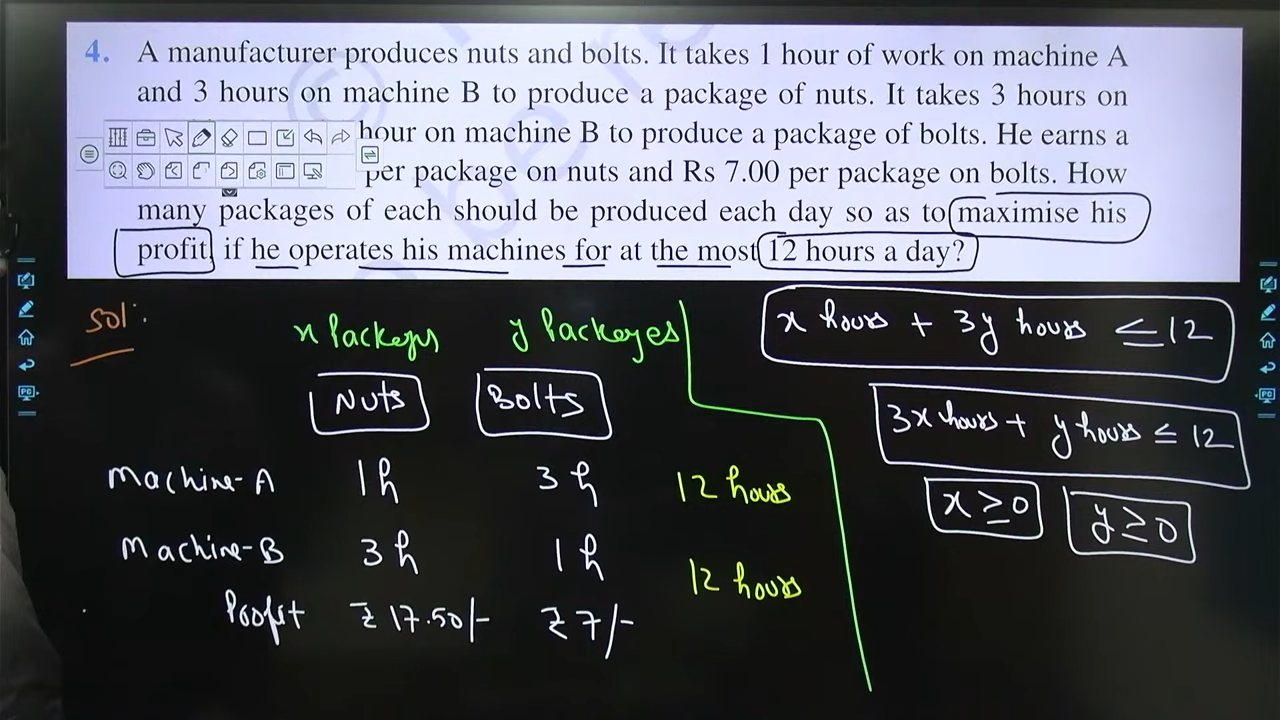 4. A manufacturer produces nuts and bolts. It takes 1 hour of work on machine A
and 3 hours on machine B to produce a package of nuts. It takes 3 hours on
hour on machine B to produce a package of bolts. He earns a
per package on nuts and Rs 7.00 per package on bolts. How
many packages of each should be produced each day so as to maximise his
profit, if he operates his machines for at the most 12 hours a day?
Sol:
x Packages y Packeyes
Nuts Bolts
Machine-A 1h 3h 12 hours
Machine-B 3h 1h 12 hours
Profit ₹17.50/- ₹7/-
x hours + 3y hours ≤ 12
3x hours + y hours ≤ 12
x ≥ 0 y ≥ 0